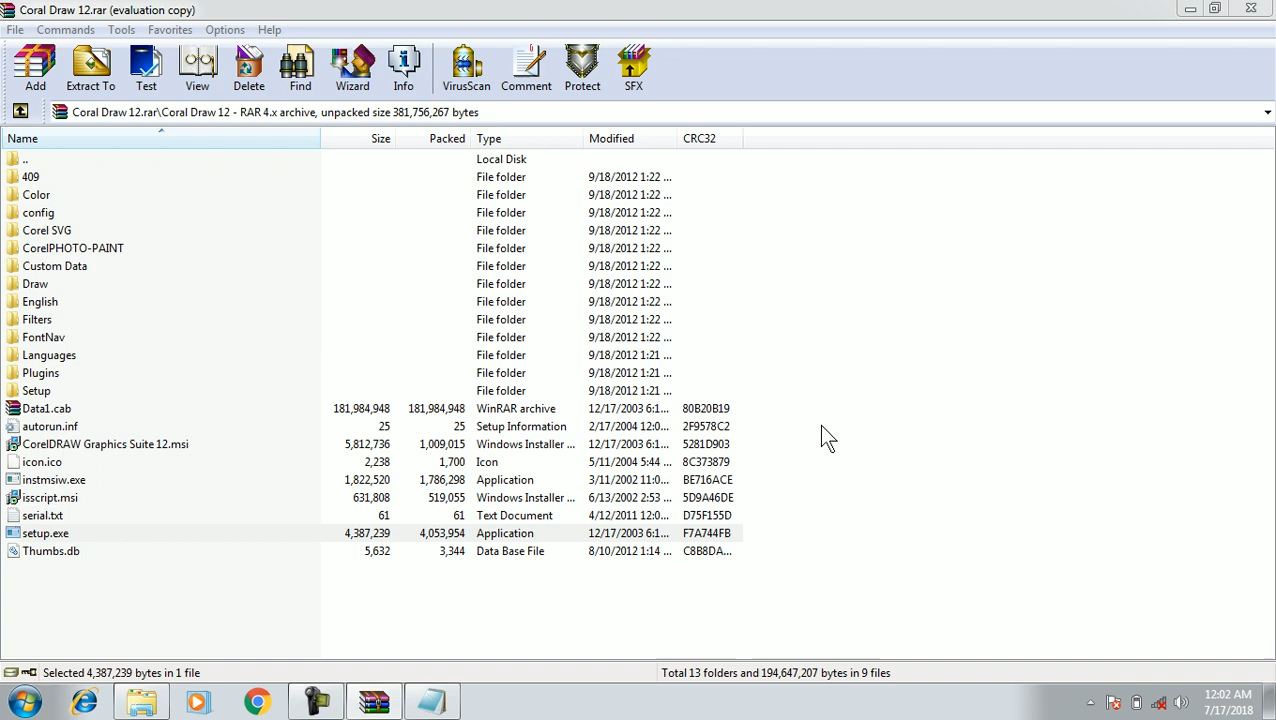 Coral Draw 12.rar (evaluation copy)
File Commands Tools Favorites Options Help
Add Extract To Test View Delete Find Wizard Info VirusScan Comment Protect SFX
Coral Draw 12.rar\Coral Draw 12 - RAR 4.x archive, unpacked size 381,756,267 bytes
Name Size Packed Type Modified CRC32
.. Local Disk
409 File folder 9/18/2012 1:22 ...
Color File folder 9/18/2012 1:22 ...
config File folder 9/18/2012 1:22 ...
Corel SVG File folder 9/18/2012 1:22 ...
CorelPHOTO-PAINT File folder 9/18/2012 1:22 ...
Custom Data File folder 9/18/2012 1:22 ...
Draw File folder 9/18/2012 1:22 ...
English File folder 9/18/2012 1:22 ...
Filters File folder 9/18/2012 1:22 ...
FontNav File folder 9/18/2012 1:22 ...
Languages File folder 9/18/2012 1:21 ...
Plugins File folder 9/18/2012 1:21 ...
Setup File folder 9/18/2012 1:21 ...
Data1.cab 181,984,948 181,984,948 WinRAR archive 12/17/2003 6:1... 80B20B19
autorun.inf 25 25 Setup Information 2/17/2004 12:0... 2F9578C2
CorelDRAW Graphics Suite 12.msi 5,812,736 1,009,015 Windows Installer ... 12/17/2003 6:1... 5281D903
icon.ico 2,238 1,700 Icon 5/11/2004 5:44 ... 8C373879
instmsiw.exe 1,822,520 1,786,298 Application 3/11/2002 11:0... BE716ACE
isscript.msi 631,808 519,055 Windows Installer ... 6/13/2002 2:53 ... 5D9A46DE
serial.txt 61 61 Text Document 4/12/2011 12:0... D75F155D
setup.exe 4,387,239 4,053,954 Application 12/17/2003 6:1... F7A744FB
Thumbs.db 5,632 3,344 Data Base File 8/10/2012 1:14 ... C8B8DA...
Selected 4,387,239 bytes in 1 file Total 13 folders and 194,647,207 bytes in 9 files
12:02 AM
7/17/2018